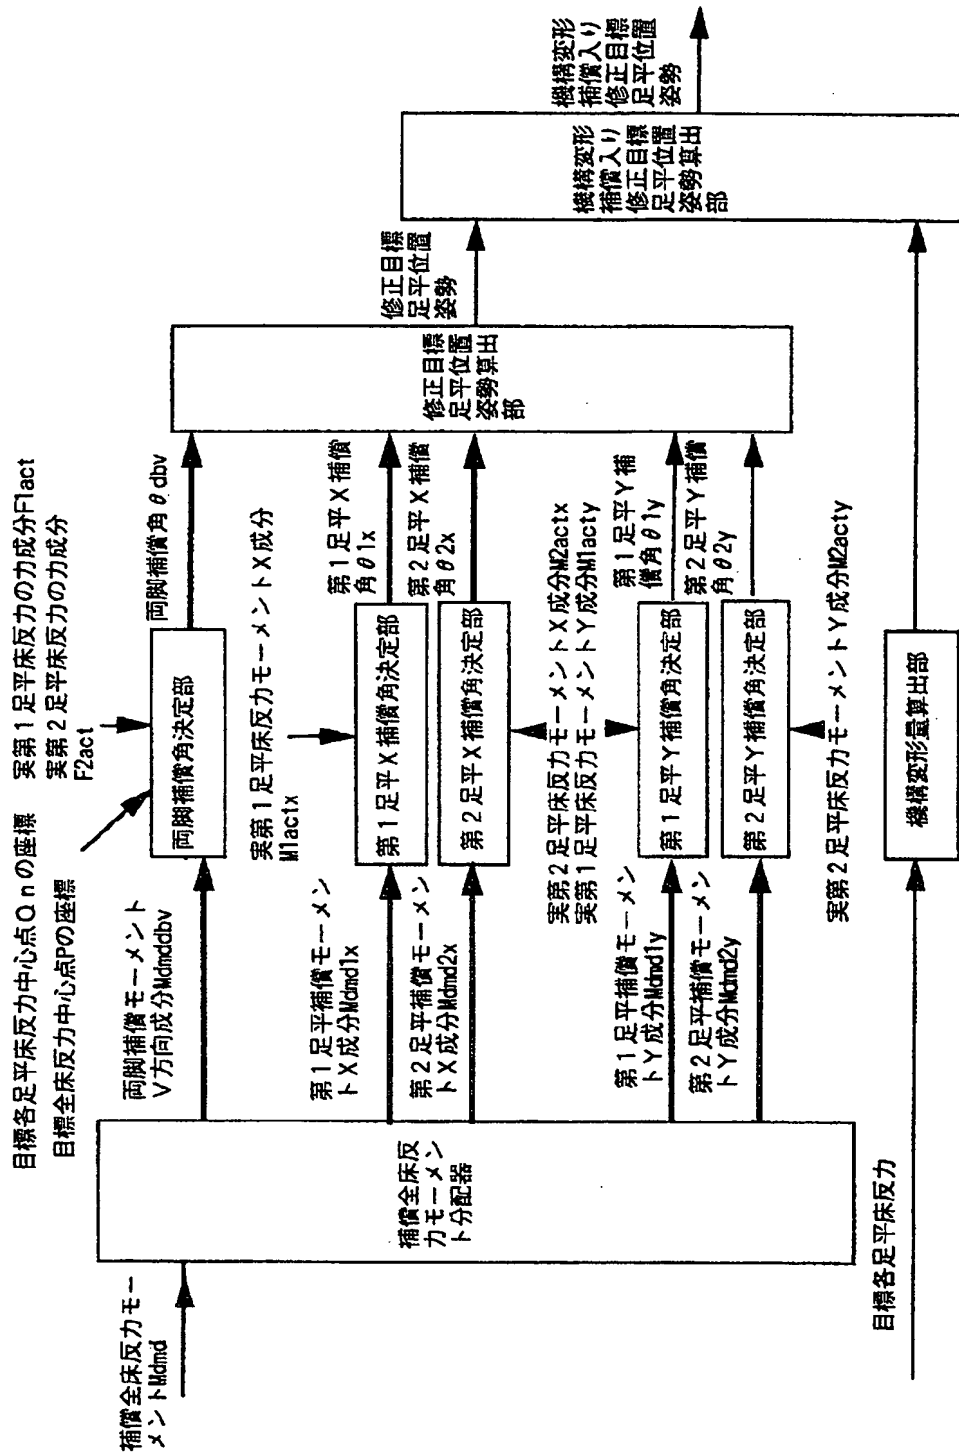 目標各足平床反力中心点Ｑｎの座標
目標全床反力中心点Pの座標
実第１足平床反力の力成分F1act
実第２足平床反力の力成分
F2act
補償全床反力モー
メントMdmd
補償全床反
力モーメン
ト分配器
両脚補償モーメント
Ｖ方向成分Mdmddbv
両脚補償角決定部
両脚補償角θdbv
実第１足平床反力モーメントX成分
M1actx
第１足平補償モーメン
トX成分Mdmd1x
第１足平Ｘ補償角決定部
第１足平Ｘ補償
角θ1x
第２足平補償モーメン
トX成分Mdmd2x
第２足平Ｘ補償角決定部
第２足平Ｘ補償
角θ2x
実第２足平床反力モーメントX成分M2actx
実第１足平床反力モーメントY成分M1acty
第１足平補償モーメン
トY成分Mdmd1y
第１足平Ｙ補償角決定部
第１足平Ｙ補
償角θ1y
第２足平補償モーメン
トY成分Mdmd2y
第２足平Ｙ補償角決定部
第２足平Ｙ補償
角θ2y
実第２足平床反力モーメントY成分M2acty
目標各足平床反力
機構変形量算出部
修正目標
足平位置
姿勢算出
部
修正目標
足平位置
姿勢
機構変形
補償入り
修正目標
足平位置
姿勢算出
部
機構変形
補償入り
修正目標
足平位置
姿勢